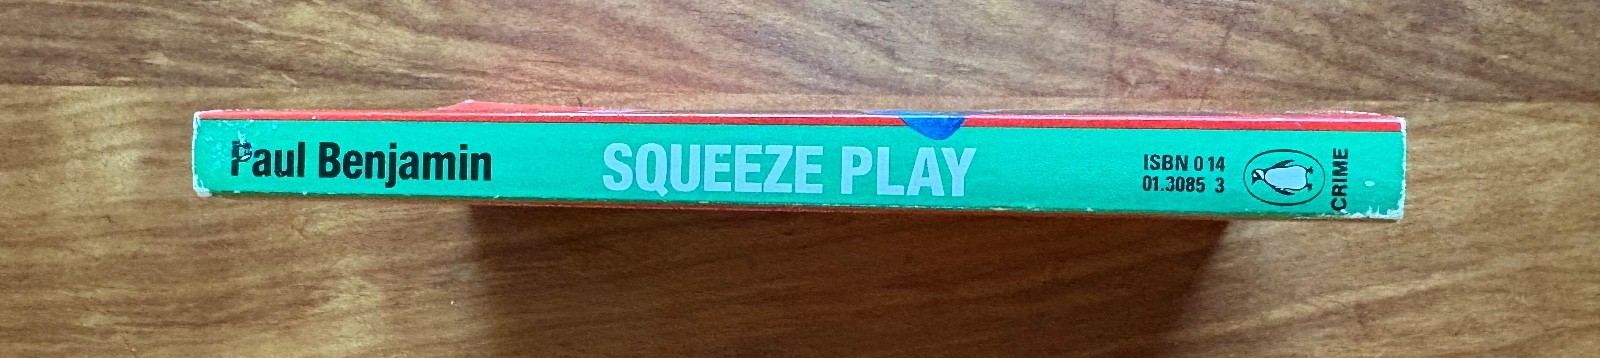 Paul Benjamin
SQUEEZE PLAY
ISBN 0 14
01.3085 3
CRIME